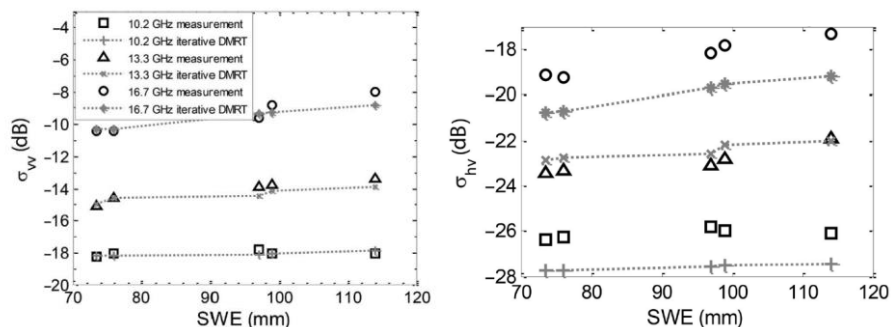 −4
−6
−8
−10
−12
−14
−16
−18
−20
σvv (dB)
10.2 GHz measurement
10.2 GHz iterative DMRT
13.3 GHz measurement
13.3 GHz iterative DMRT
16.7 GHz measurement
16.7 GHz iterative DMRT
70 80 90 100 110 120
SWE (mm)
−18
−20
−22
−24
−26
−28
σhv (dB)
70 80 90 100 110 120
SWE (mm)